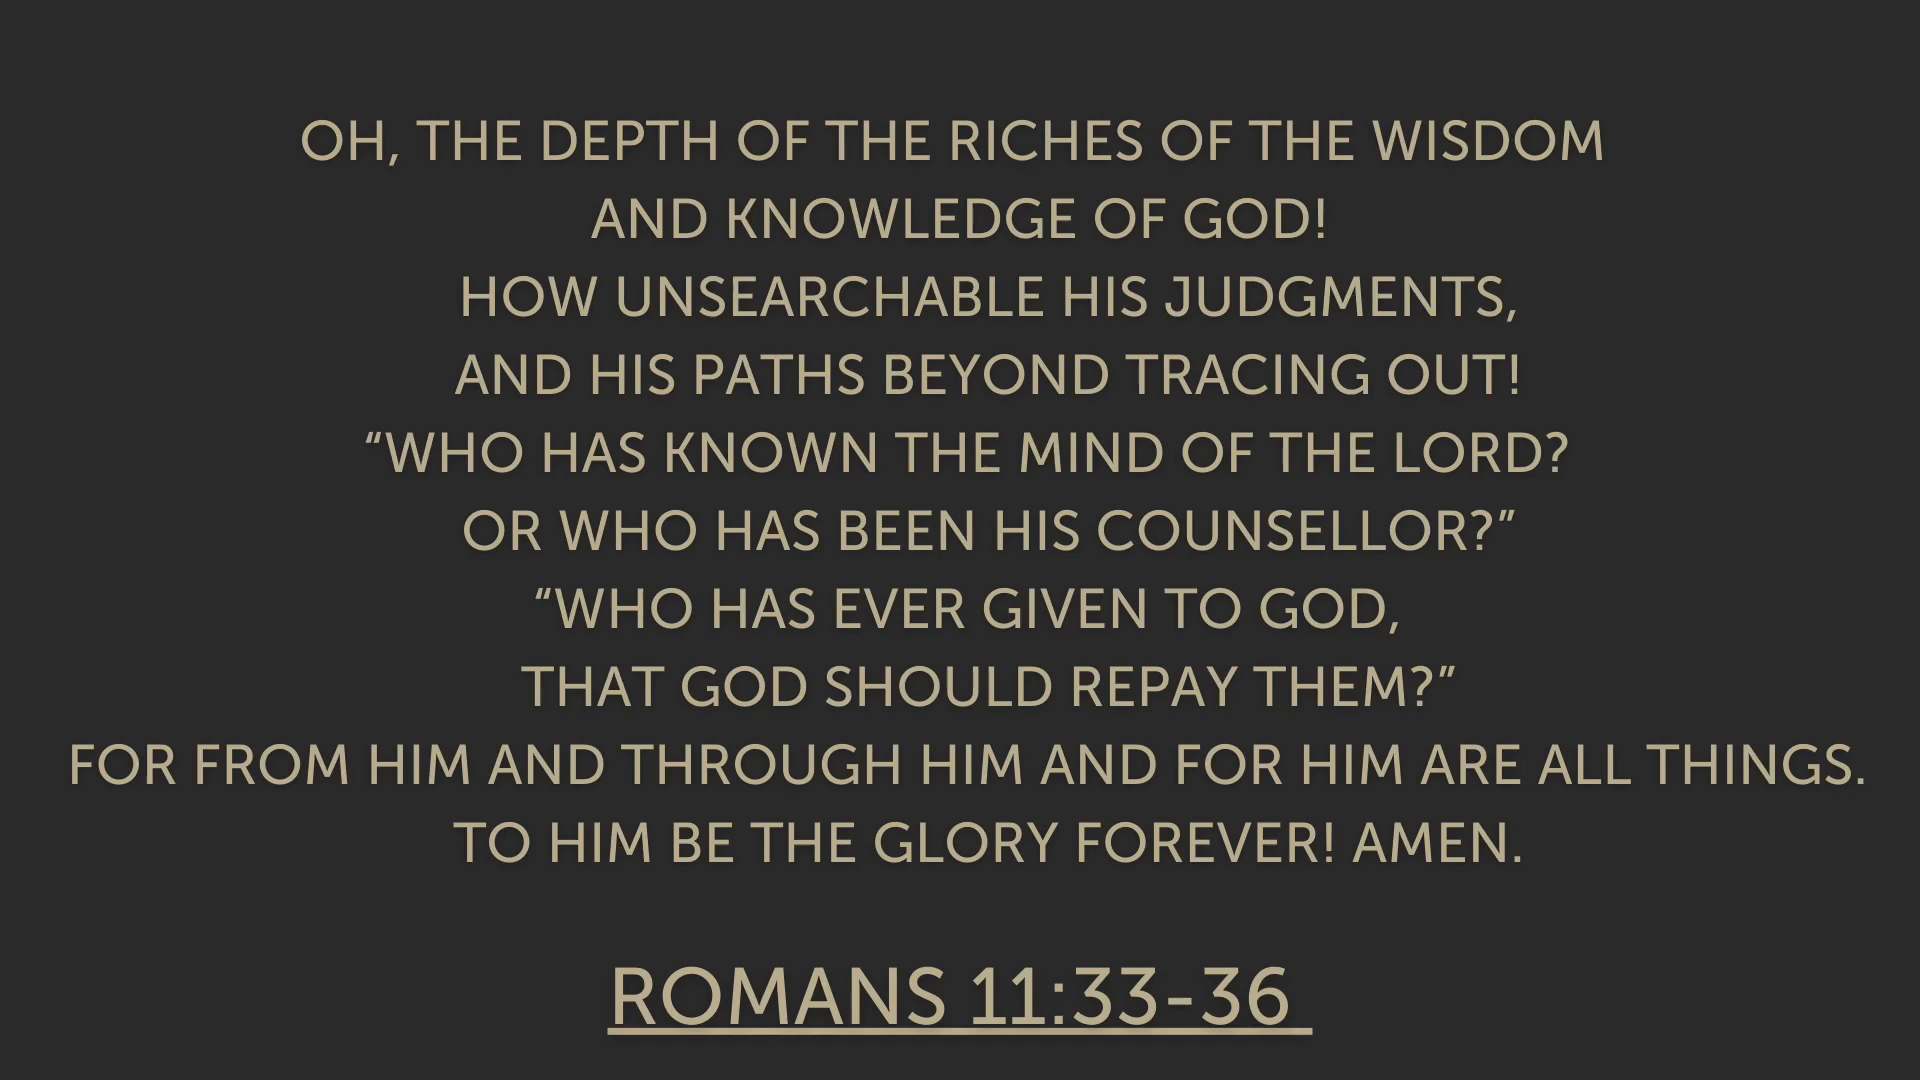 OH, THE DEPTH OF THE RICHES OF THE WISDOM
AND KNOWLEDGE OF GOD!
HOW UNSEARCHABLE HIS JUDGMENTS,
AND HIS PATHS BEYOND TRACING OUT!
“WHO HAS KNOWN THE MIND OF THE LORD?
OR WHO HAS BEEN HIS COUNSELLOR?”
“WHO HAS EVER GIVEN TO GOD,
THAT GOD SHOULD REPAY THEM?”
FOR FROM HIM AND THROUGH HIM AND FOR HIM ARE ALL THINGS.
TO HIM BE THE GLORY FOREVER! AMEN.
ROMANS 11:33-36